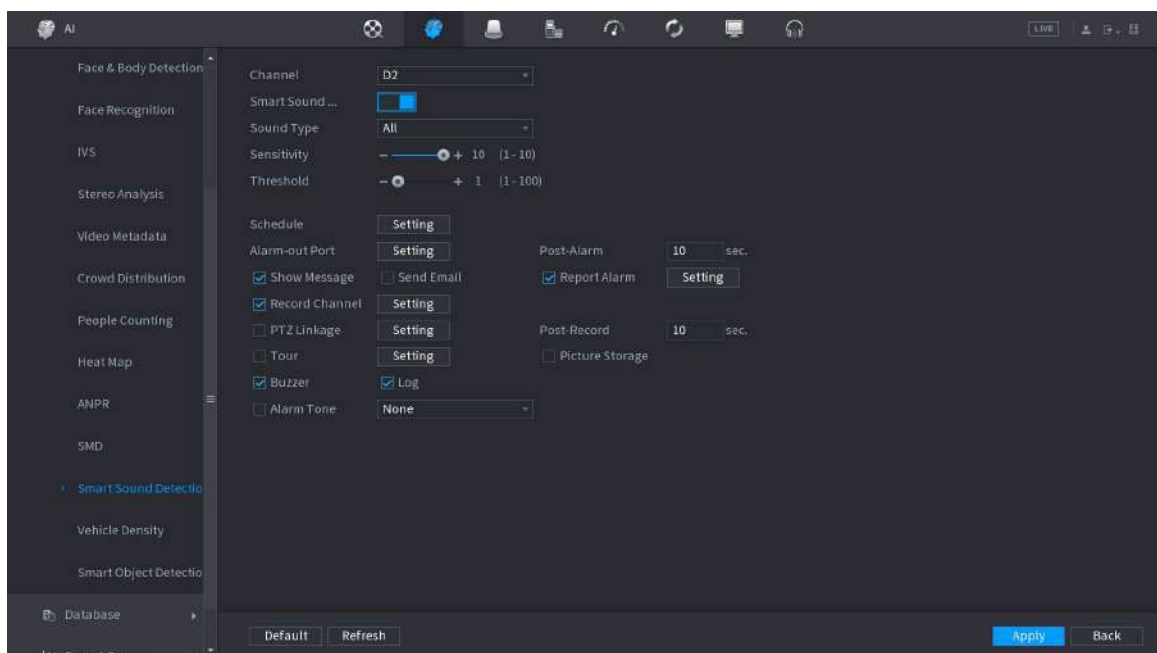 AI
LIVE
Face & Body Detection
Face Recognition
IVS
Stereo Analysis
Video Metadata
Crowd Distribution
People Counting
Heat Map
ANPR
SMD
Smart Sound Detectio
Vehicle Density
Smart Object Detectio
Database
Channel D2
Smart Sound ...
Sound Type All
Sensitivity - + 10 (1-10)
Threshold - + 1 (1-100)
Schedule Setting
Alarm-out Port Setting Post-Alarm 10 sec.
Show Message Send Email Report Alarm Setting
Record Channel Setting
PTZ Linkage Setting Post-Record 10 sec.
Tour Setting Picture Storage
Buzzer Log
Alarm Tone None
Default Refresh Apply Back